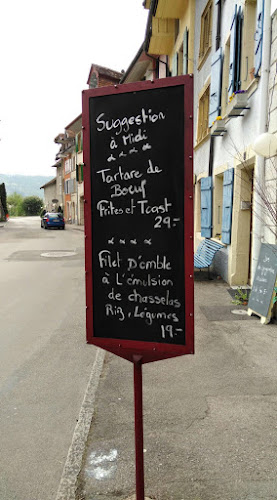 Suggestion
à Midi
Tartare de
Boeuf
Frites et Toast
29.-
Filet D'omble
à L'émulsion
de chasselas
Riz, Légumes
19.-